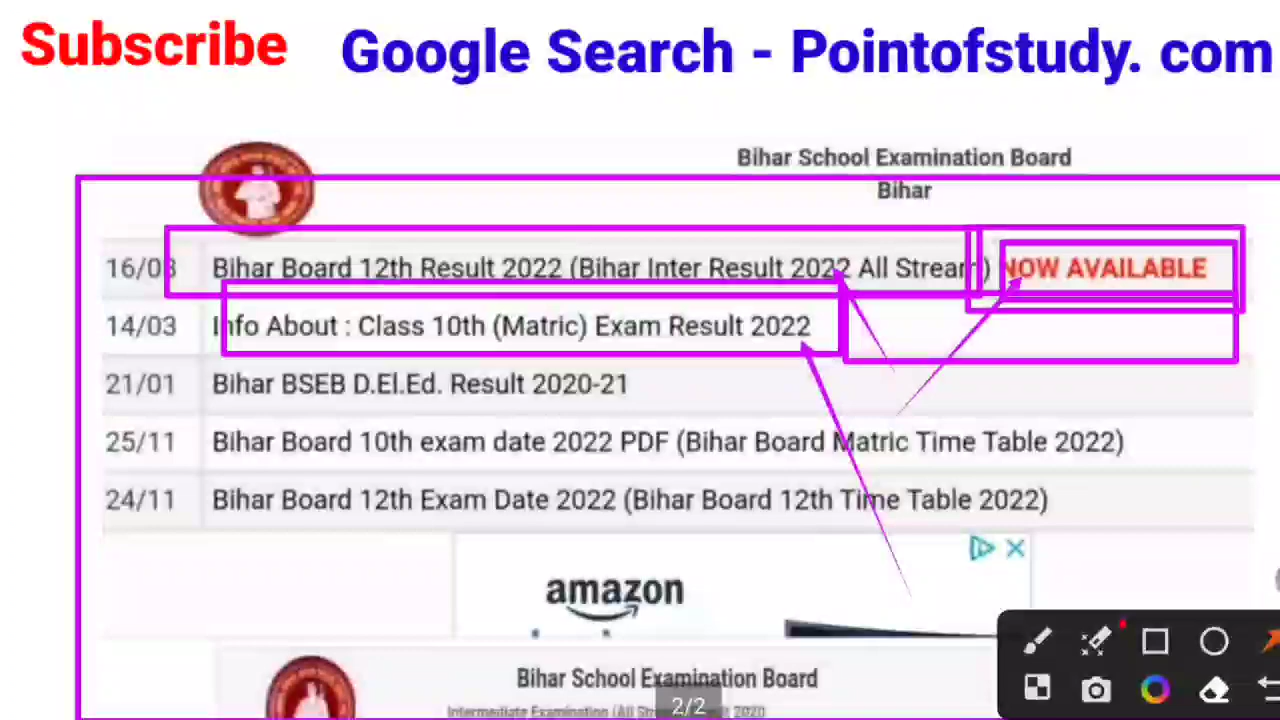 Subscribe Google Search - Pointofstudy. com
Bihar School Examination Board
Bihar
16/03 Bihar Board 12th Result 2022 (Bihar Inter Result 2022 All Stream) NOW AVAILABLE
14/03 Info About : Class 10th (Matric) Exam Result 2022
21/01 Bihar BSEB D.El.Ed. Result 2020-21
25/11 Bihar Board 10th exam date 2022 PDF (Bihar Board Matric Time Table 2022)
24/11 Bihar Board 12th Exam Date 2022 (Bihar Board 12th Time Table 2022)
amazon
Bihar School Examination Board
Intermediate Examination (All 2020
2/2